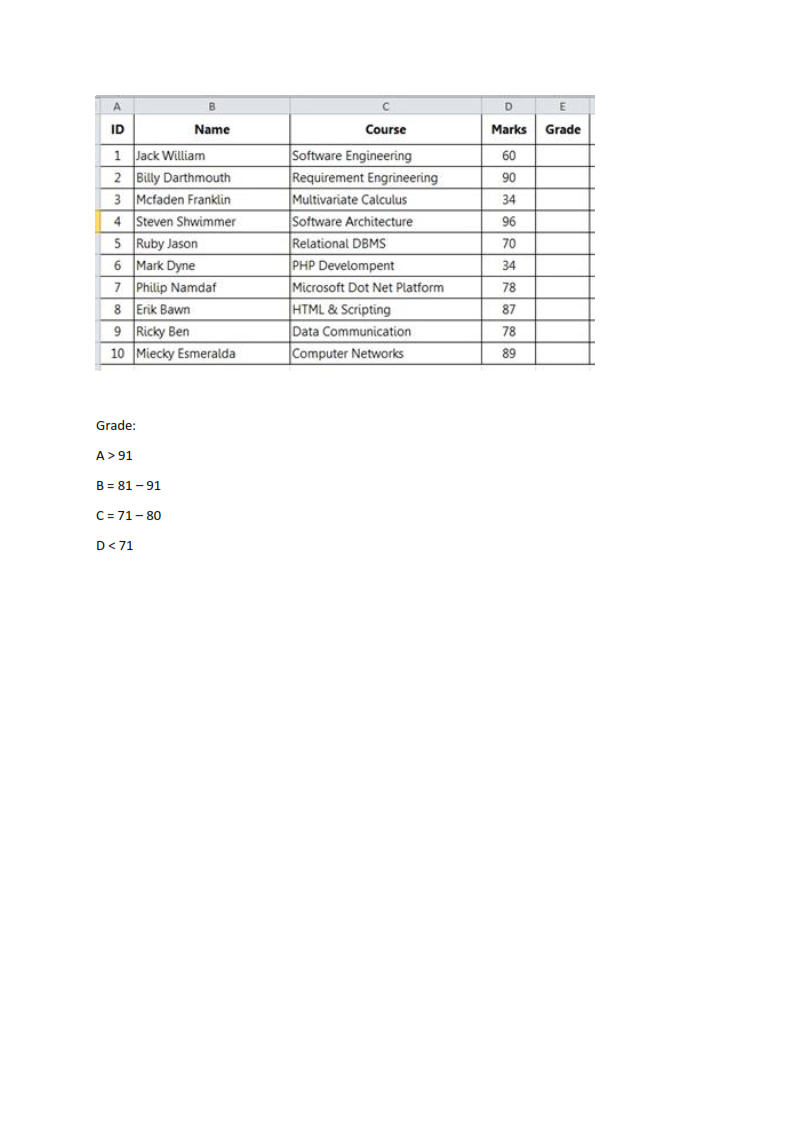 A B C D E
ID Name Course Marks Grade
1 Jack William Software Engineering 60
2 Billy Darthmouth Requirement Engrineering 90
3 Mcfaden Franklin Multivariate Calculus 34
4 Steven Shwimmer Software Architecture 96
5 Ruby Jason Relational DBMS 70
6 Mark Dyne PHP Develompent 34
7 Philip Namdaf Microsoft Dot Net Platform 78
8 Erik Bawn HTML & Scripting 87
9 Ricky Ben Data Communication 78
10 Miecky Esmeralda Computer Networks 89
Grade:
A > 91
B = 81 – 91
C = 71 – 80
D < 71